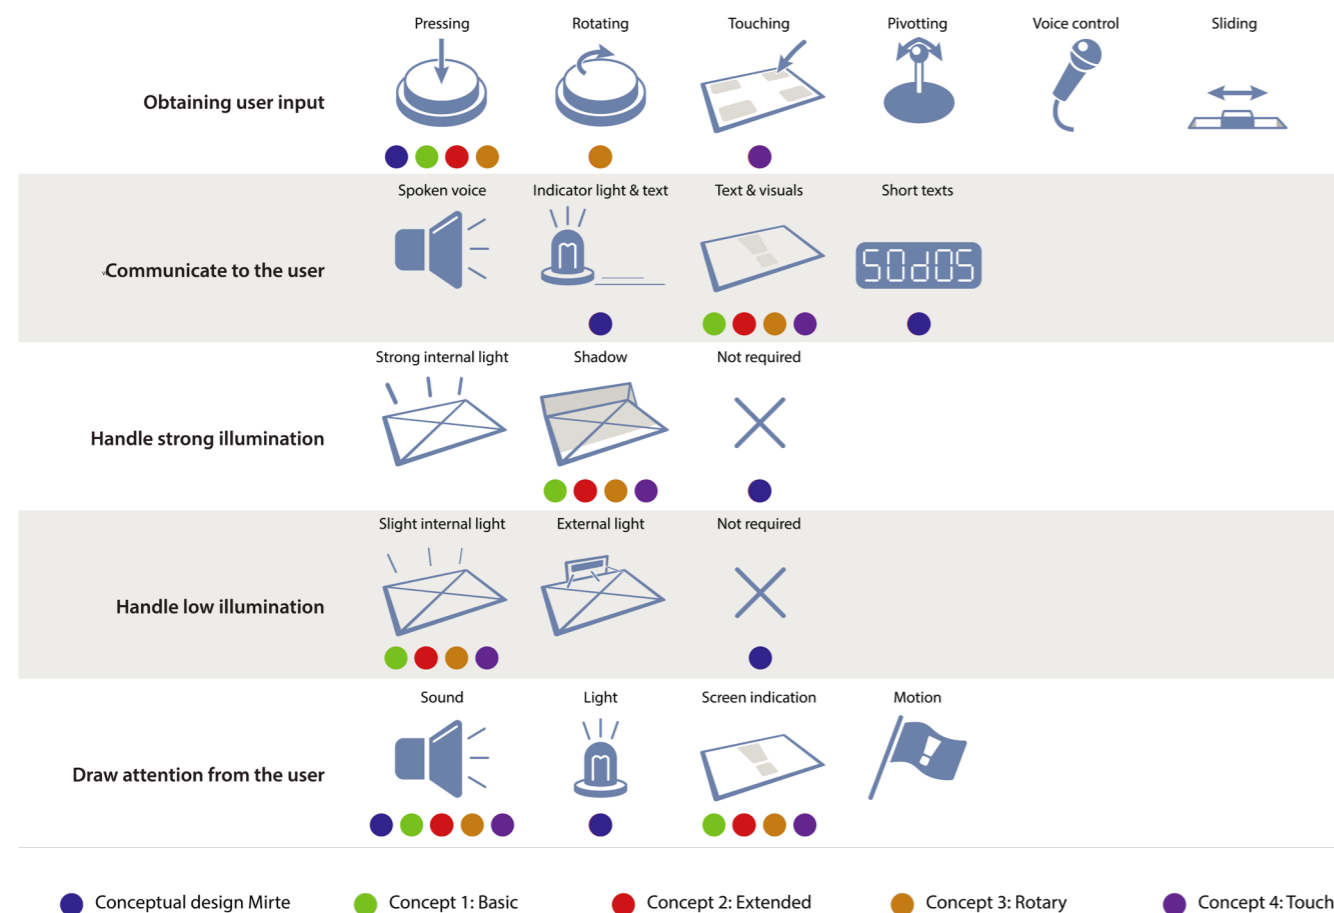 Pressing
Rotating
Touching
Pivotting
Voice control
Sliding
Obtaining user input
Spoken voice
Indicator light & text
Text & visuals
Short texts
Communicate to the user
Strong internal light
Shadow
Not required
Handle strong illumination
Slight internal light
External light
Not required
Handle low illumination
Sound
Light
Screen indication
Motion
Draw attention from the user
Conceptual design Mirte
Concept 1: Basic
Concept 2: Extended
Concept 3: Rotary
Concept 4: Touch